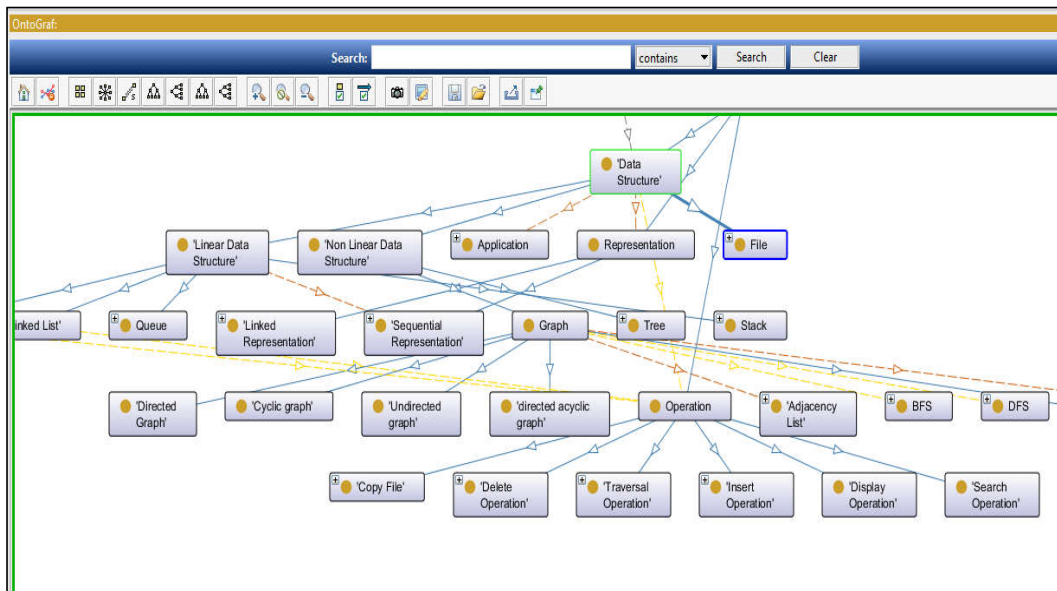 OntoGraf:
Search:
contains
Search
Clear
'Data
Structure'
'Linear Data
Structure'
'Non Linear Data
Structure'
Application
Representation
File
inked List'
Queue
'Linked
Representation'
'Sequential
Representation'
Graph
Tree
Stack
'Directed
Graph'
'Cyclic graph'
'Undirected
graph'
'directed acyclic
graph'
Operation
'Adjacency
List'
BFS
DFS
'Copy File'
'Delete
Operation'
'Traversal
Operation'
'Insert
Operation'
'Display
Operation'
'Search
Operation'